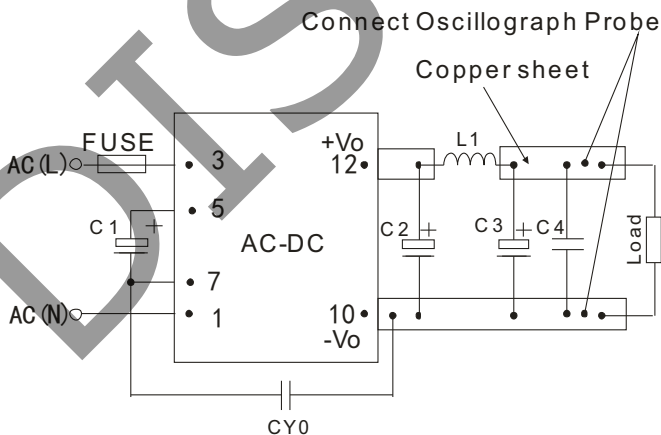 Connect Oscillograph Probe
Copper sheet
FUSE
AC(L)
3
+Vo
12
L1
5
C1
+
AC-DC
C2
+
C3
+
C4
Load
7
AC(N)
1
10
-Vo
CY0
DIS